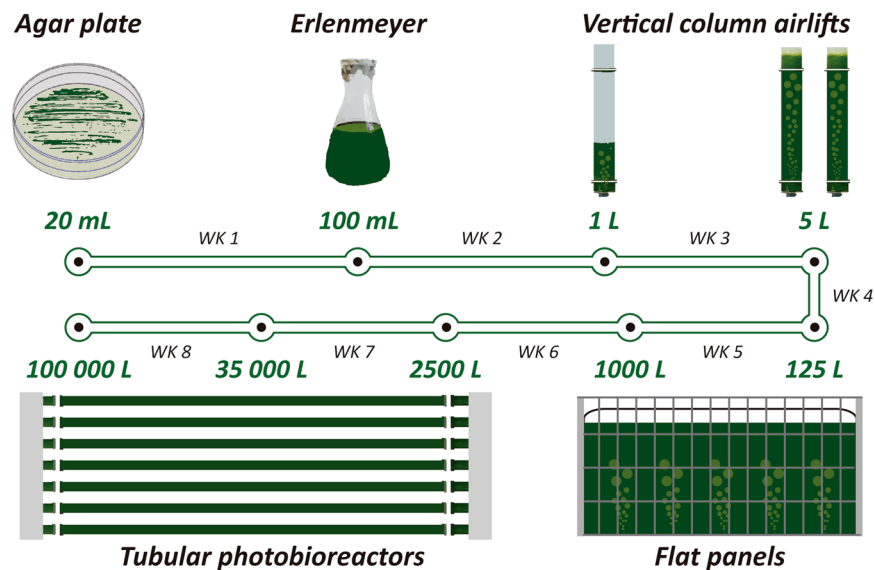 Agar plate
Erlenmeyer
Vertical column airlifts
20 mL
100 mL
1 L
5 L
WK 1
WK 2
WK 3
WK 4
WK 8
WK 7
WK 6
WK 5
100 000 L
35 000 L
2500 L
1000 L
125 L
Tubular photobioreactors
Flat panels